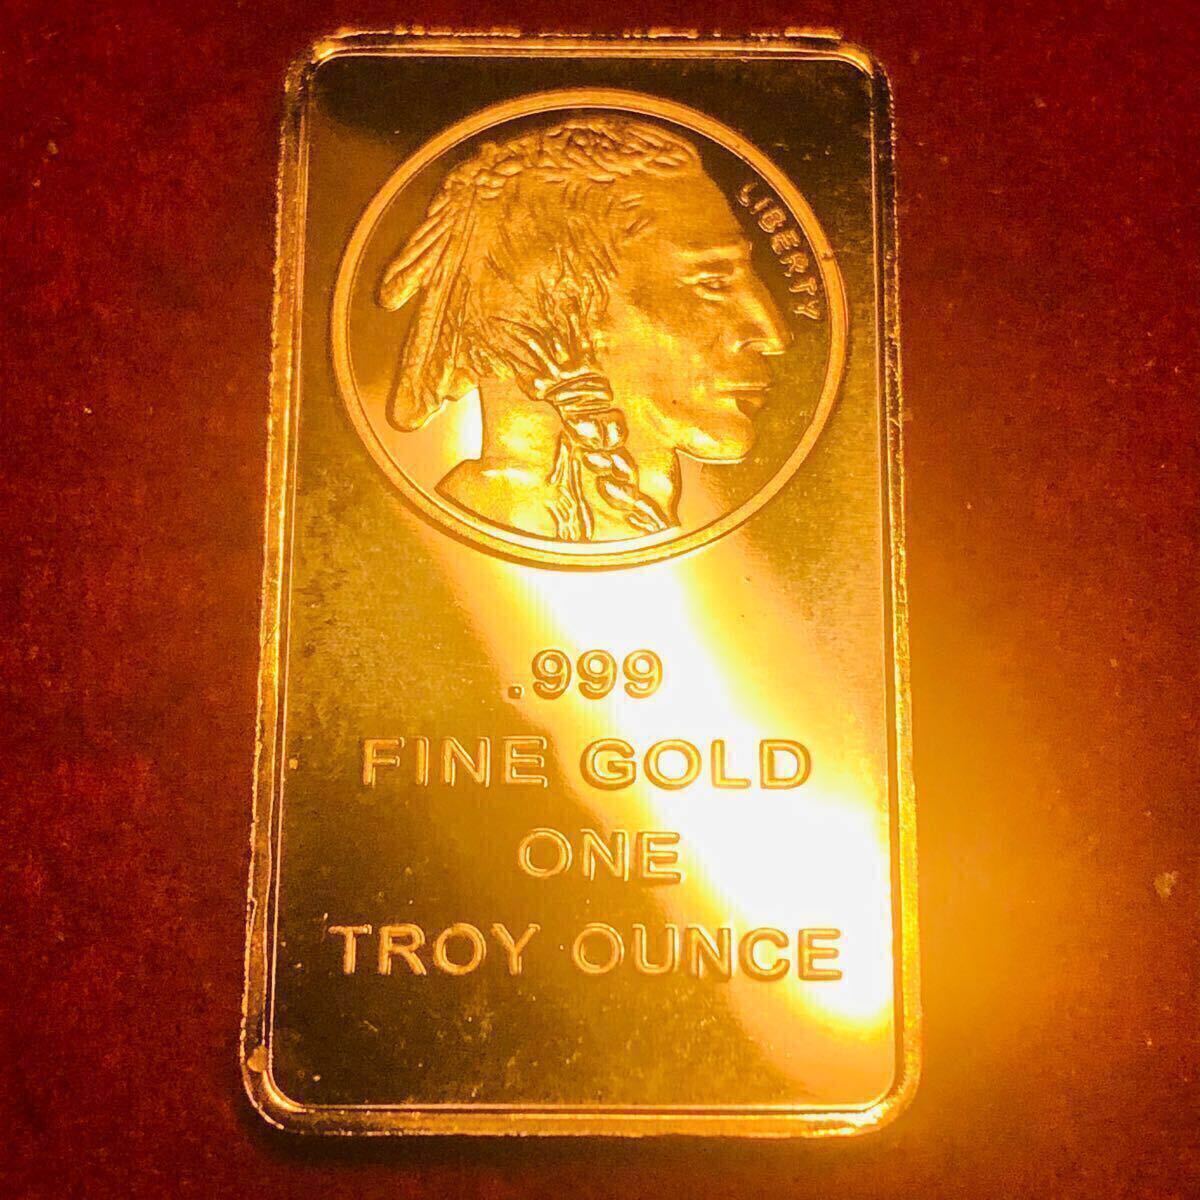 LIBERTY
.999
FINE GOLD
ONE
TROY OUNCE